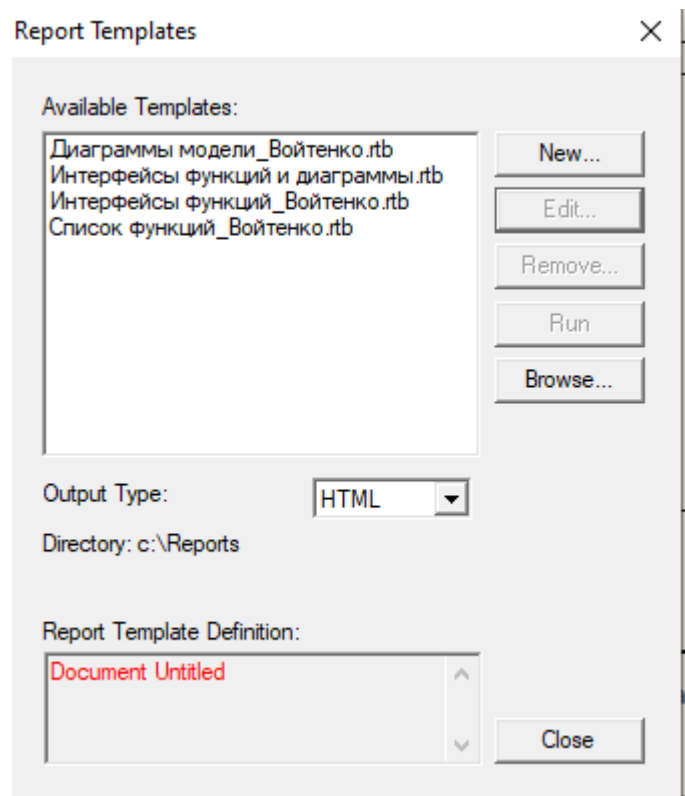 Report Templates
Available Templates:
Диаграммы модели_Войтенко.rtb
Интерфейсы функций и диаграммы.rtb
Интерфейсы функций_Войтенко.rtb
Список функций_Войтенко.rtb
New...
Edit...
Remove...
Run
Browse...
Output Type:
HTML
Directory: c:\Reports
Report Template Definition:
Document Untitled
Close